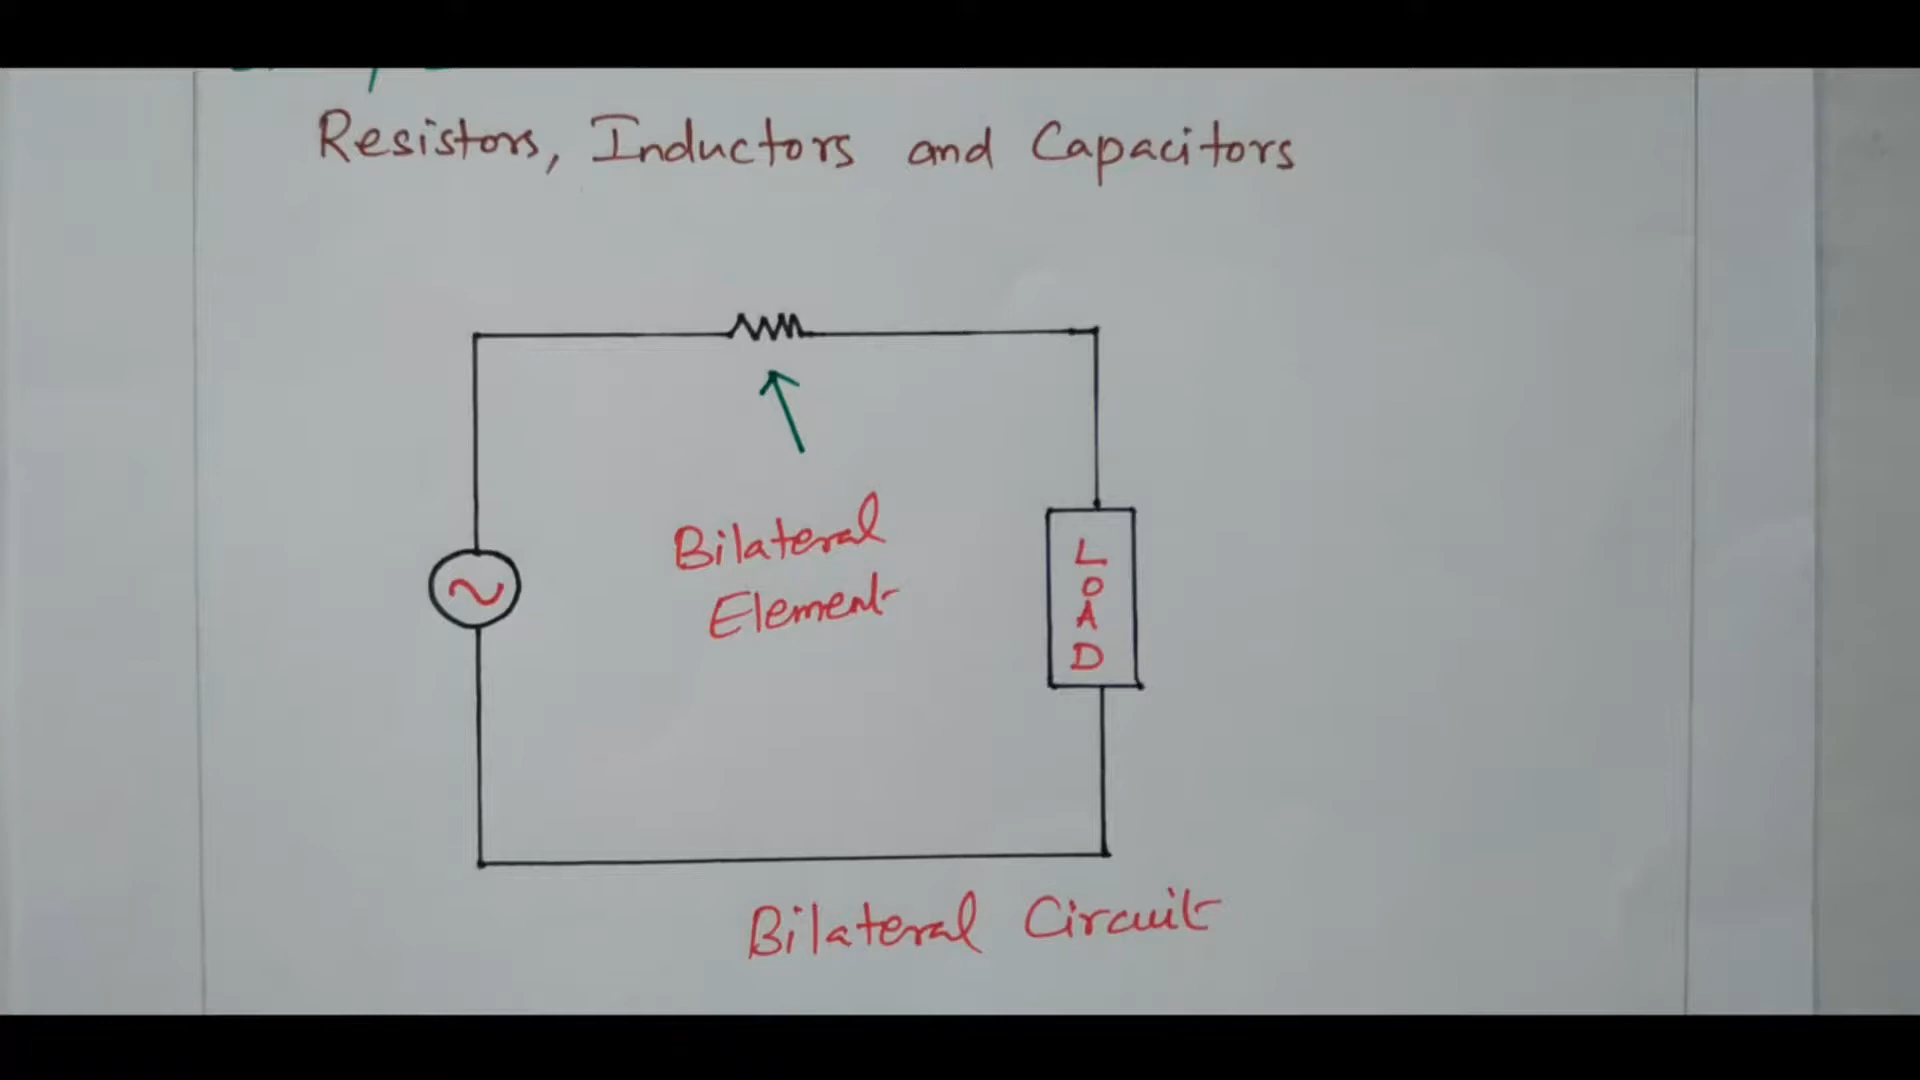 Resistors, Inductors and Capacitors
Bilateral
Element
L
O
A
D
Bilateral Circuit